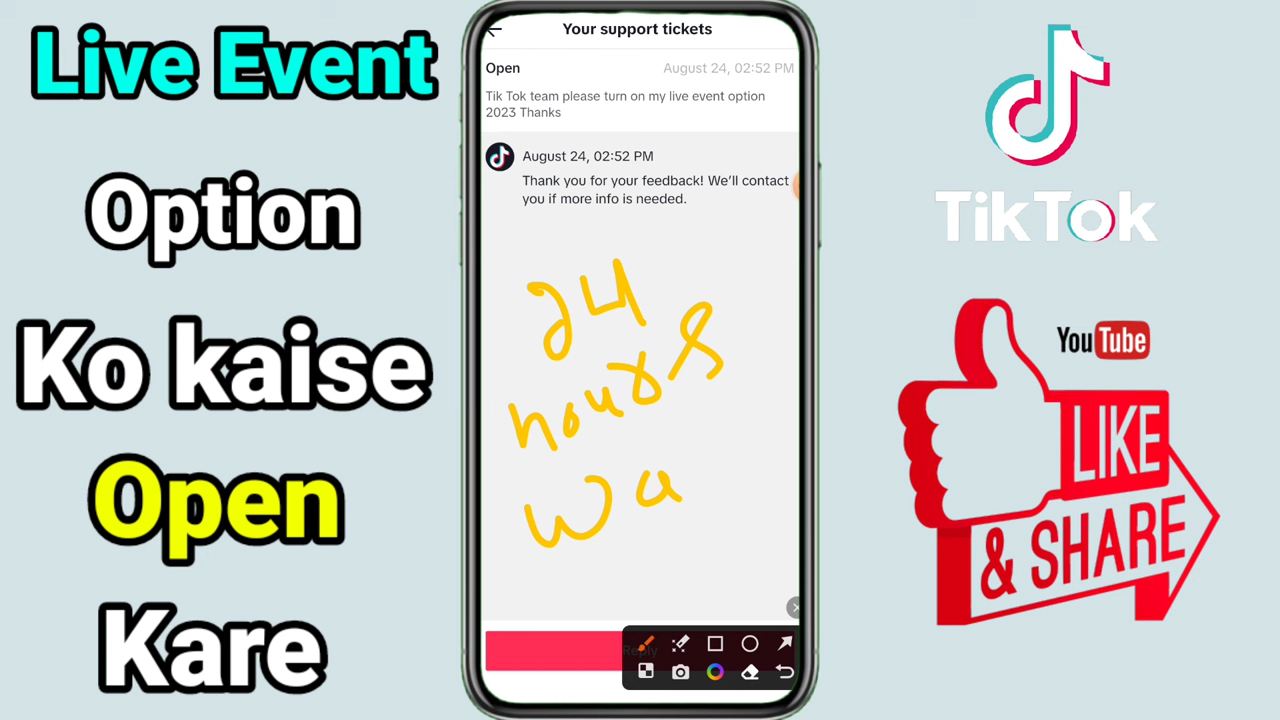 Live Event
Option
Ko kaise
Open
Kare
Your support tickets
Open
August 24, 02:52 PM
Tik Tok team please turn on my live event option
2023 Thanks
August 24, 02:52 PM
Thank you for your feedback! We'll contact
you if more info is needed.
24
hours
wa
Reply
TikTok
YouTube
LIKE
& SHARE